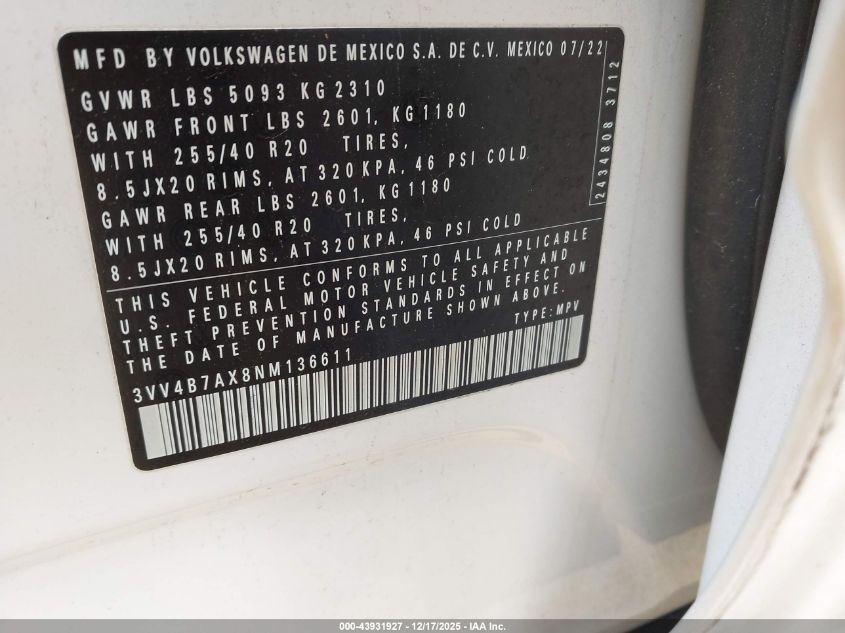 MFD BY VOLKSWAGEN DE MEXICO S.A. DE C.V. MEXICO 07/22
GVWR LBS 5093 KG 2310
GAWR FRONT LBS 2601, KG 1180
WITH 255/40 R20 TIRES,
8.5JX20 RIMS, AT 320 KPA, 46 PSI COLD
GAWR REAR LBS 2601, KG 1180
WITH 255/40 R20 TIRES,
8.5JX20 RIMS, AT 320 KPA, 46 PSI COLD
2434808 3712
THIS VEHICLE CONFORMS TO ALL APPLICABLE
U.S. FEDERAL MOTOR VEHICLE SAFETY AND
THEFT PREVENTION STANDARDS IN EFFECT ON
THE DATE OF MANUFACTURE SHOWN ABOVE.
3VV4B7AX8NM136611 TYPE: MPV
000-43931927 - 12/17/2025 - IAA Inc.